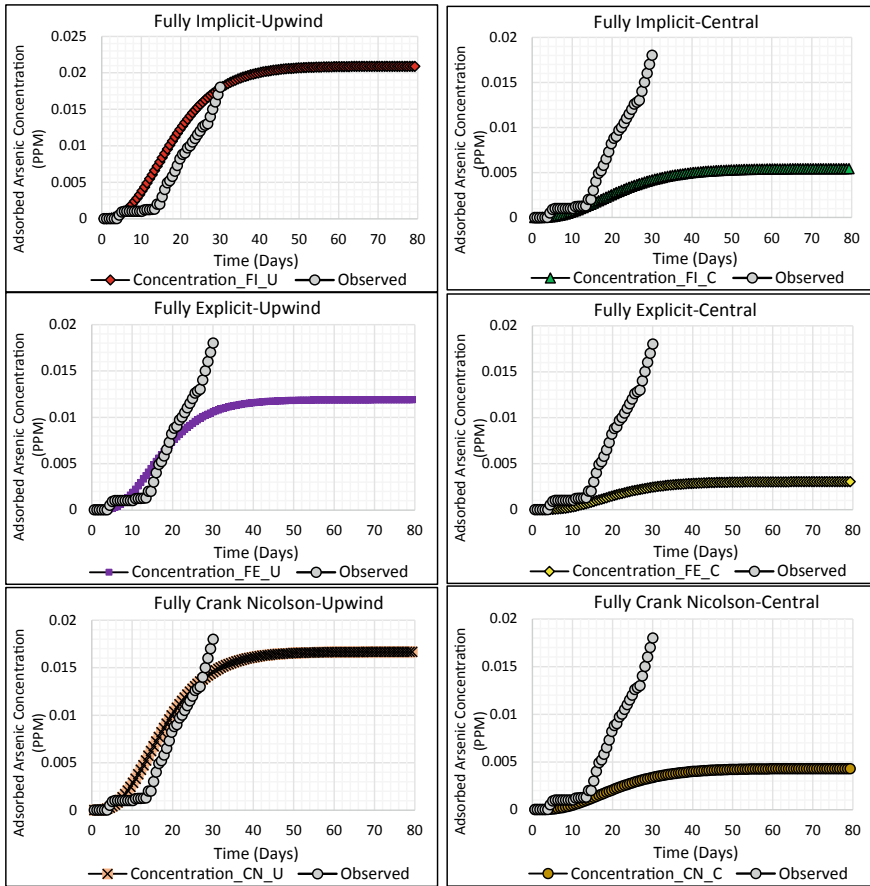 Fully Implicit-Upwind
0.025
0.02
0.015
0.01
0.005
0
Adsorbed Arsenic Concentration
(PPM)
0 10 20 30 40 50 60 70 80
Time (Days)
Concentration_FI_U Observed
Fully Implicit-Central
0.02
0.015
0.01
0.005
0
Adsorbed Arsenic Concentration
(PPM)
0 10 20 30 40 50 60 70 80
Time (Days)
Concentration_FI_C Observed
Fully Explicit-Upwind
0.02
0.015
0.01
0.005
0
Adsorbed Arsenic Concentration
(PPM)
0 20 40 60 80
Time (Days)
Concentration_FE_U Observed
Fully Explicit-Central
0.02
0.015
0.01
0.005
0
Adsorbed Arsenic Concentration
(PPM)
0 10 20 30 40 50 60 70 80
Time (Days)
Concentration_FE_C Observed
Fully Crank Nicolson-Upwind
0.02
0.015
0.01
0.005
0
Adsorbed Arsenic Concentration
(PPM)
0 10 20 30 40 50 60 70 80
Time (Days)
Concentration_CN_U Observed
Fully Crank Nicolson-Central
0.02
0.015
0.01
0.005
0
Adsorbed Arsenic Concentration
(PPM)
0 10 20 30 40 50 60 70 80
Time (Days)
Concentration_CN_C Observed